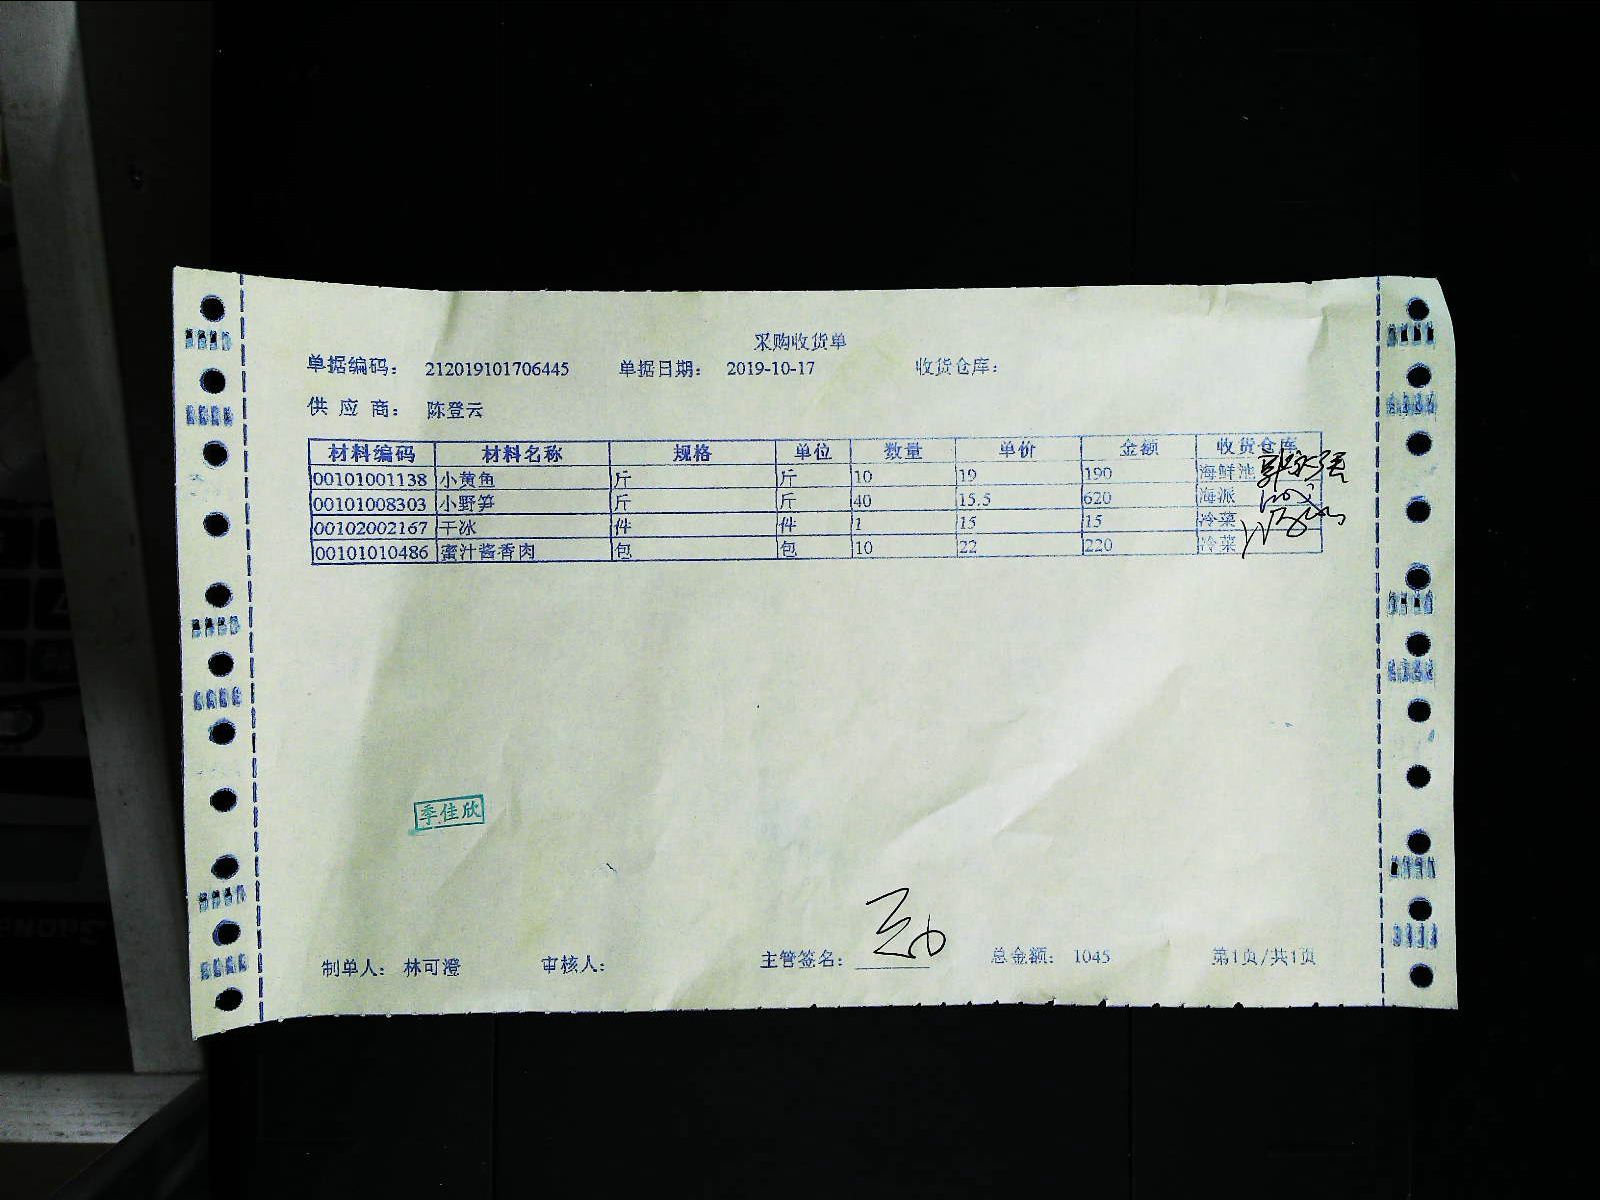 采购收货单
单据编码： 212019101706445 单据日期： 2019-10-17 收货仓库：
供 应 商： 陈登云
材料编码 材料名称 规格 单位 数量 单价 金额 收货仓库
00101001138 小黄鱼 斤 斤 10 19 190 海鲜池
00101008303 小野笋 斤 斤 40 15.5 620 海派
00102002167 干冰 件 件 1 15 15 冷菜
00101010486 蜜汁酱香肉 包 包 10 22 220 冷菜
季佳欣
制单人： 林可澄 审核人： 主管签名： 总金额： 1045 第1页/共1页